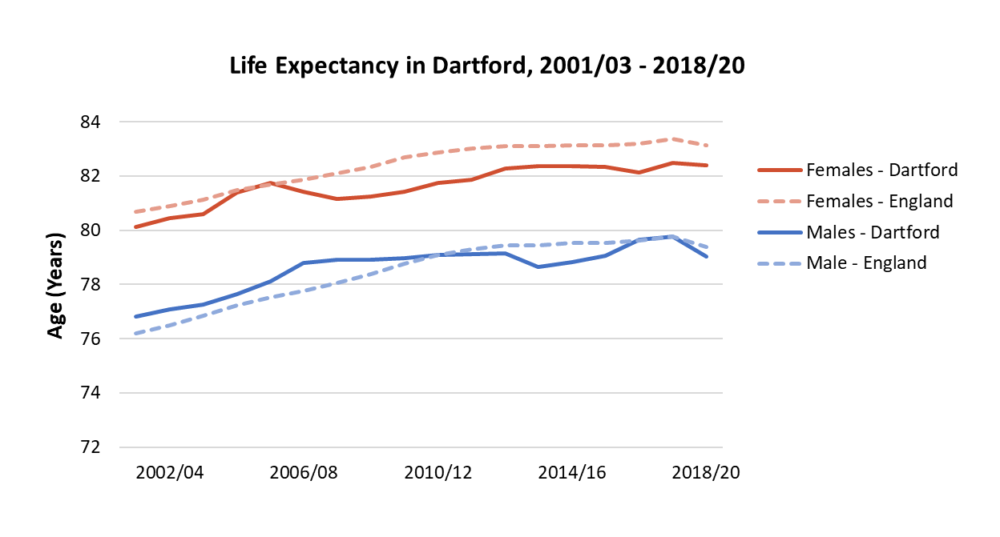 Life Expectancy in Dartford, 2001/03 - 2018/20
Age (Years)
84
82
80
78
76
74
72
2002/04 2006/08 2010/12 2014/16 2018/20
Females - Dartford
Females - England
Males - Dartford
Male - England